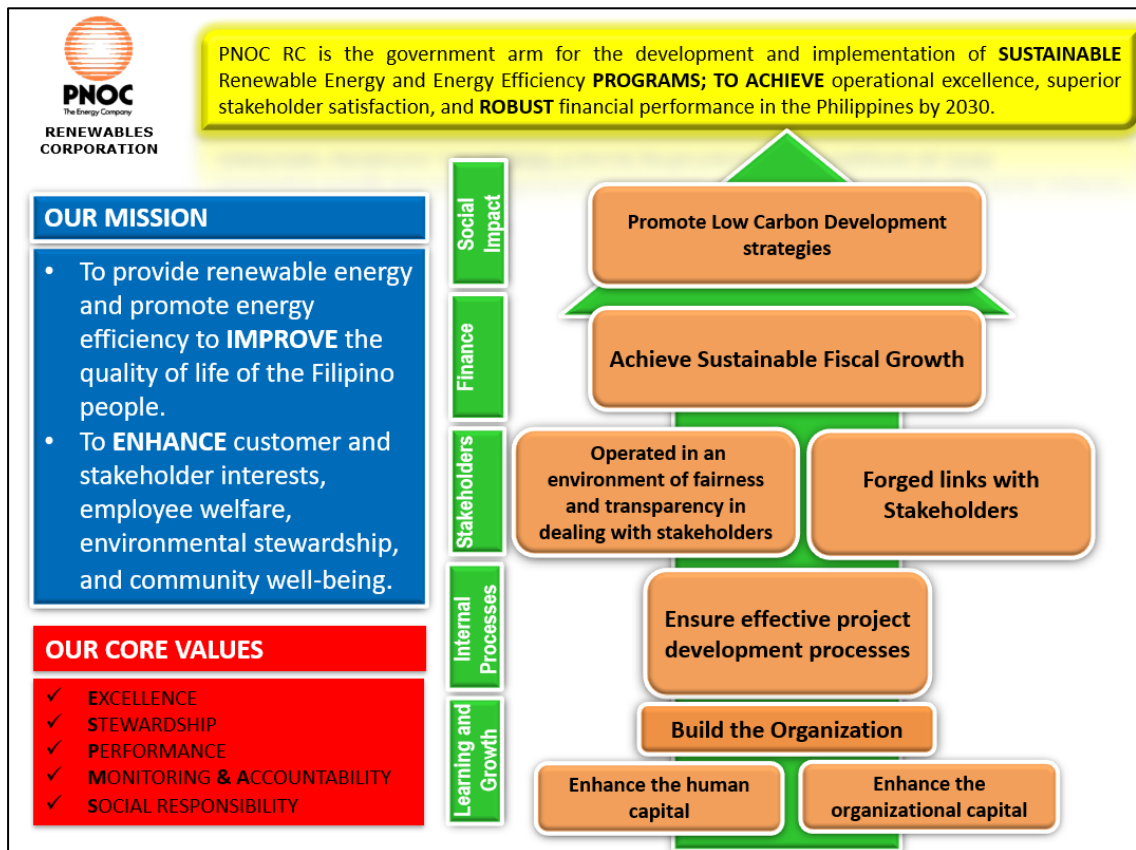 PNOC
The Energy Company
RENEWABLES
CORPORATION
PNOC RC is the government arm for the development and implementation of SUSTAINABLE
Renewable Energy and Energy Efficiency PROGRAMS; TO ACHIEVE operational excellence, superior
stakeholder satisfaction, and ROBUST financial performance in the Philippines by 2030.
OUR MISSION
• To provide renewable energy
and promote energy
efficiency to IMPROVE the
quality of life of the Filipino
people.
• To ENHANCE customer and
stakeholder interests,
employee welfare,
environmental stewardship,
and community well-being.
OUR CORE VALUES
✓ EXCELLENCE
✓ STEWARDSHIP
✓ PERFORMANCE
✓ MONITORING & ACCOUNTABILITY
✓ SOCIAL RESPONSIBILITY
Social
Impact
Promote Low Carbon Development
strategies
Finance
Achieve Sustainable Fiscal Growth
Stakeholders
Operated in an
environment of fairness
and transparency in
dealing with stakeholders
Forged links with
Stakeholders
Internal
Processes
Ensure effective project
development processes
Learning and
Growth
Build the Organization
Enhance the human
capital
Enhance the
organizational capital